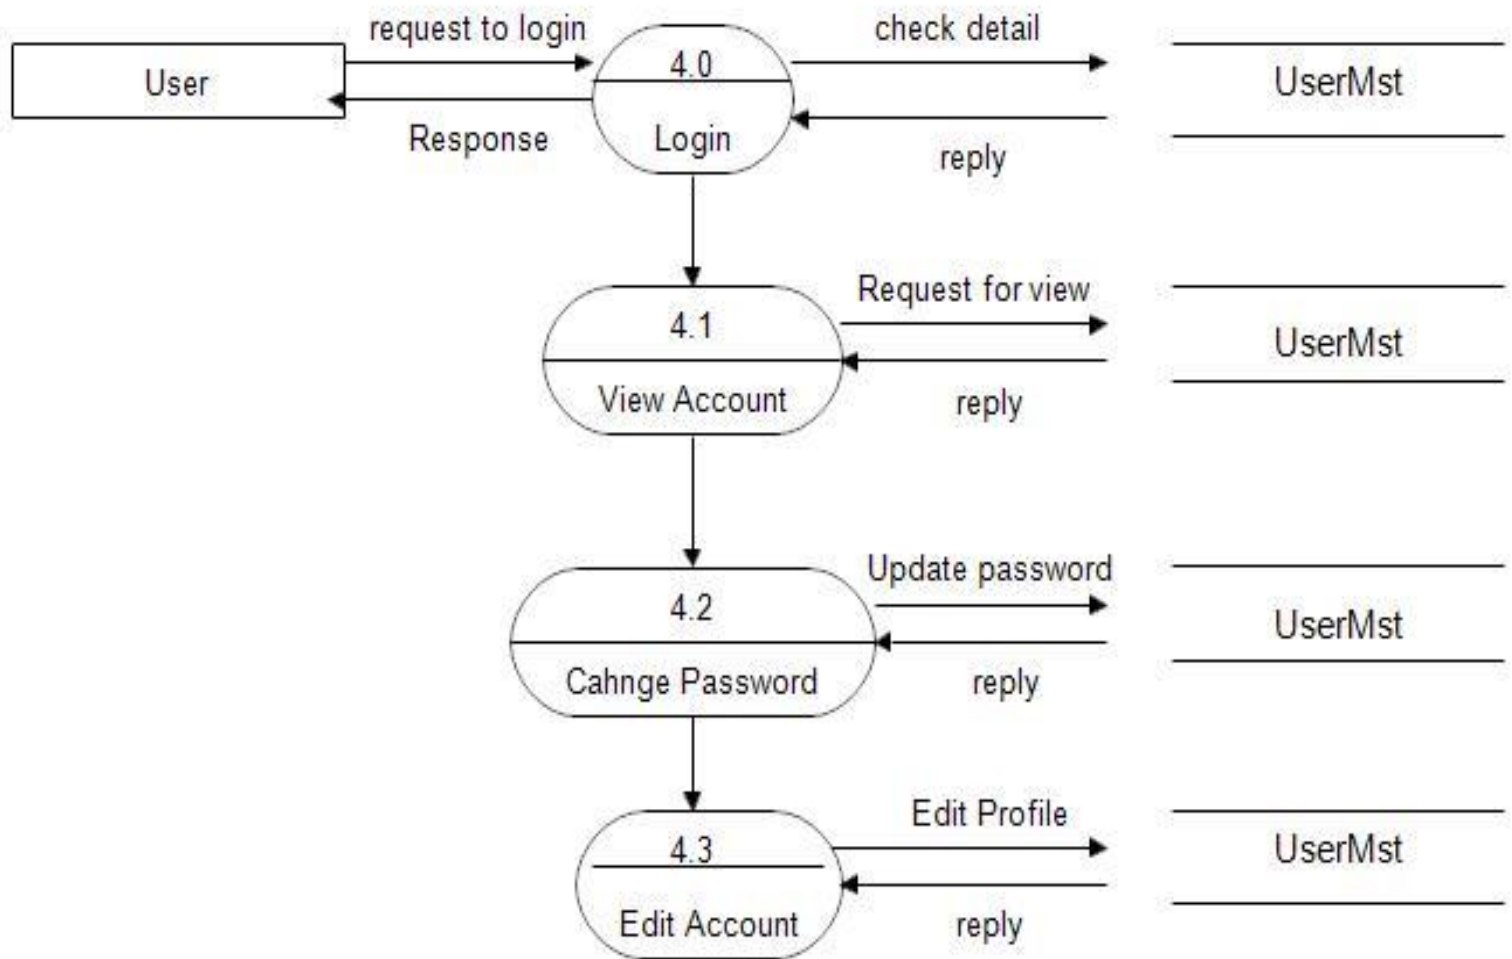 request to login
check detail
User
4.0
UserMst
Response
Login
reply
Request for view
4.1
UserMst
View Account
reply
Update password
4.2
UserMst
Cahnge Password
reply
Edit Profile
4.3
UserMst
Edit Account
reply